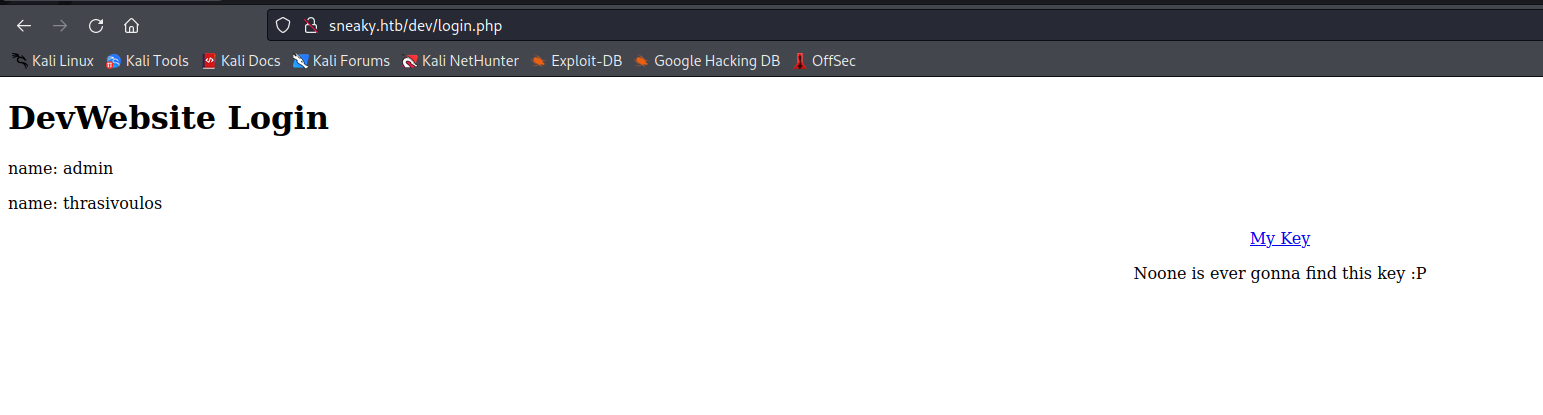 sneaky.htb/dev/login.php
Kali Linux Kali Tools Kali Docs Kali Forums Kali NetHunter Exploit-DB Google Hacking DB OffSec
DevWebsite Login
name: admin
name: thrasivoulos
My Key
Noone is ever gonna find this key :P